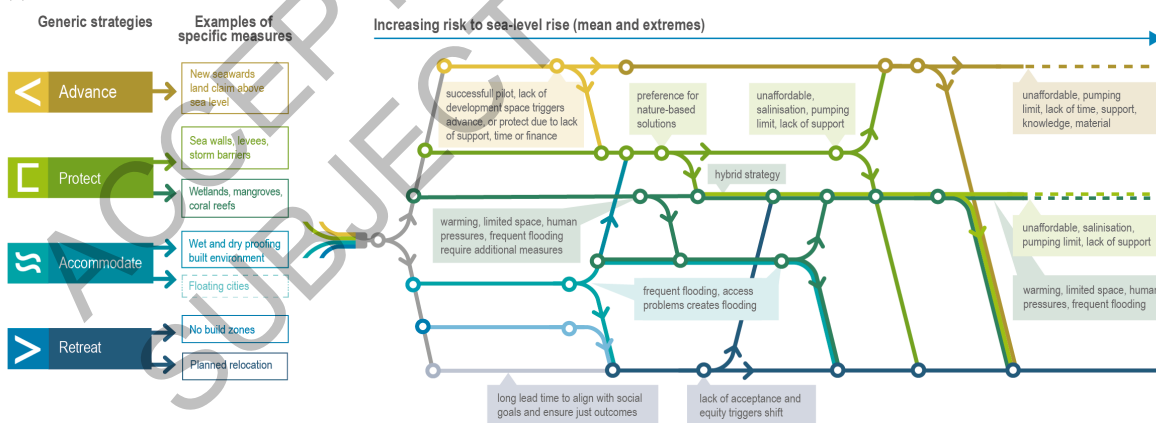 Generic strategies
Examples of
specific measures
Increasing risk to sea-level rise (mean and extremes)
Advance
New seawards
land claim above
sea level
Protect
Sea walls, levees,
storm barriers
Wetlands, mangroves,
coral reefs
Accommodate
Wet and dry proofing
built environment
Floating cities
Retreat
No build zones
Planned relocation
successfull pilot, lack of
development space triggers
advance, or protect due to lack
of support, time or finance
preference for
nature-based
solutions
unaffordable,
salinisation, pumping
limit, lack of support
unaffordable, pumping
limit, lack of time, support,
knowledge, material
hybrid strategy
warming, limited space, human
pressures, frequent flooding
require additional measures
unaffordable, salinisation,
pumping limit, lack of support
frequent flooding, access
problems creates flooding
warming, limited space, human
pressures, frequent flooding
long lead time to align with social
goals and ensure just outcomes
lack of acceptance and
equity triggers shift
ACCEPT
SUBJECT